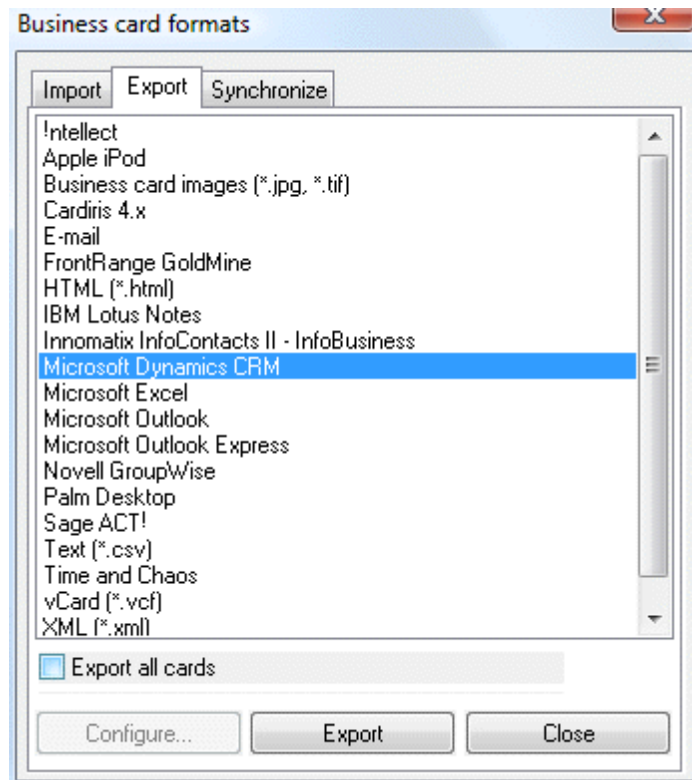 Business card formats
Import Export Synchronize
!ntellect
Apple iPod
Business card images (*.jpg, *.tif)
Cardiris 4.x
E-mail
FrontRange GoldMine
HTML (*.html)
IBM Lotus Notes
Innomatix InfoContacts II - InfoBusiness
Microsoft Dynamics CRM
Microsoft Excel
Microsoft Outlook
Microsoft Outlook Express
Novell GroupWise
Palm Desktop
Sage ACT!
Text (*.csv)
Time and Chaos
vCard (*.vcf)
XML (*.xml)
Export all cards
Configure... Export Close